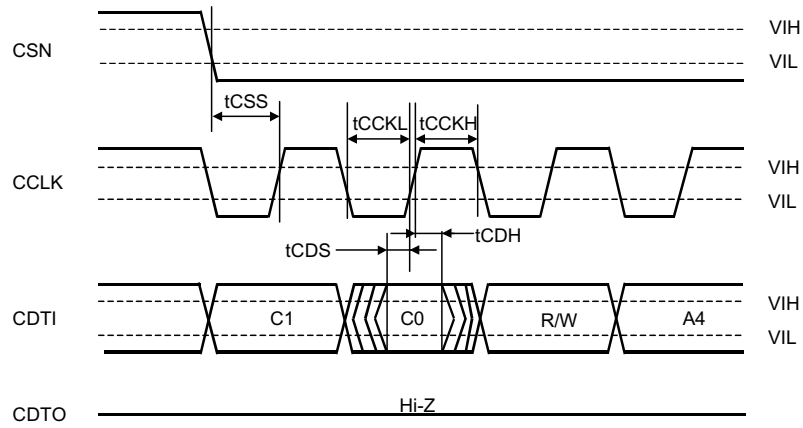 CSN
VIH
VIL
tCSS
tCCKL tCCKH
CCLK
VIH
VIL
tCDS
tCDH
CDTI
C1
C0
R/W
A4
VIH
VIL
CDTO
Hi-Z